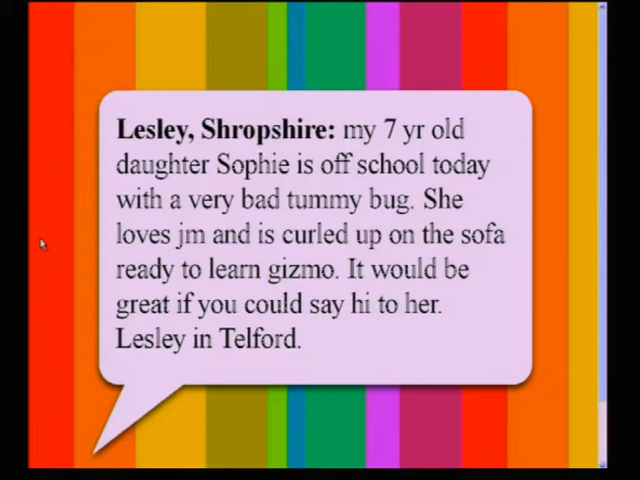 Lesley, Shropshire: my 7 yr old
daughter Sophie is off school today
with a very bad tummy bug. She
loves jm and is curled up on the sofa
ready to learn gizmo. It would be
great if you could say hi to her.
Lesley in Telford.